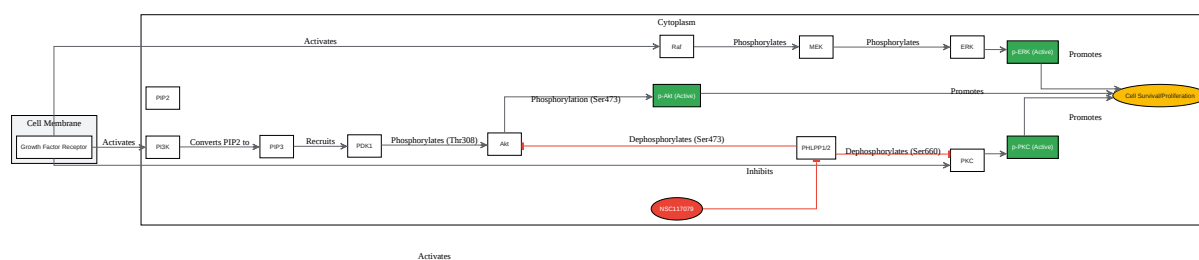 Cytoplasm
Activates
Raf
Phosphorylates
MEK
Phosphorylates
ERK
p-ERK (Active)
Promotes
PIP2
Phosphorylation (Ser473)
p-Akt (Active)
Promotes
Cell Survival/Proliferation
Cell Membrane
Growth Factor Receptor
Activates
PI3K
Converts PIP2 to
PIP3
Recruits
PDK1
Phosphorylates (Thr308)
Akt
Dephosphorylates (Ser473)
PHLPP1/2
Dephosphorylates (Ser660)
PKC
p-PKC (Active)
Promotes
Inhibits
NSC117079
Activates